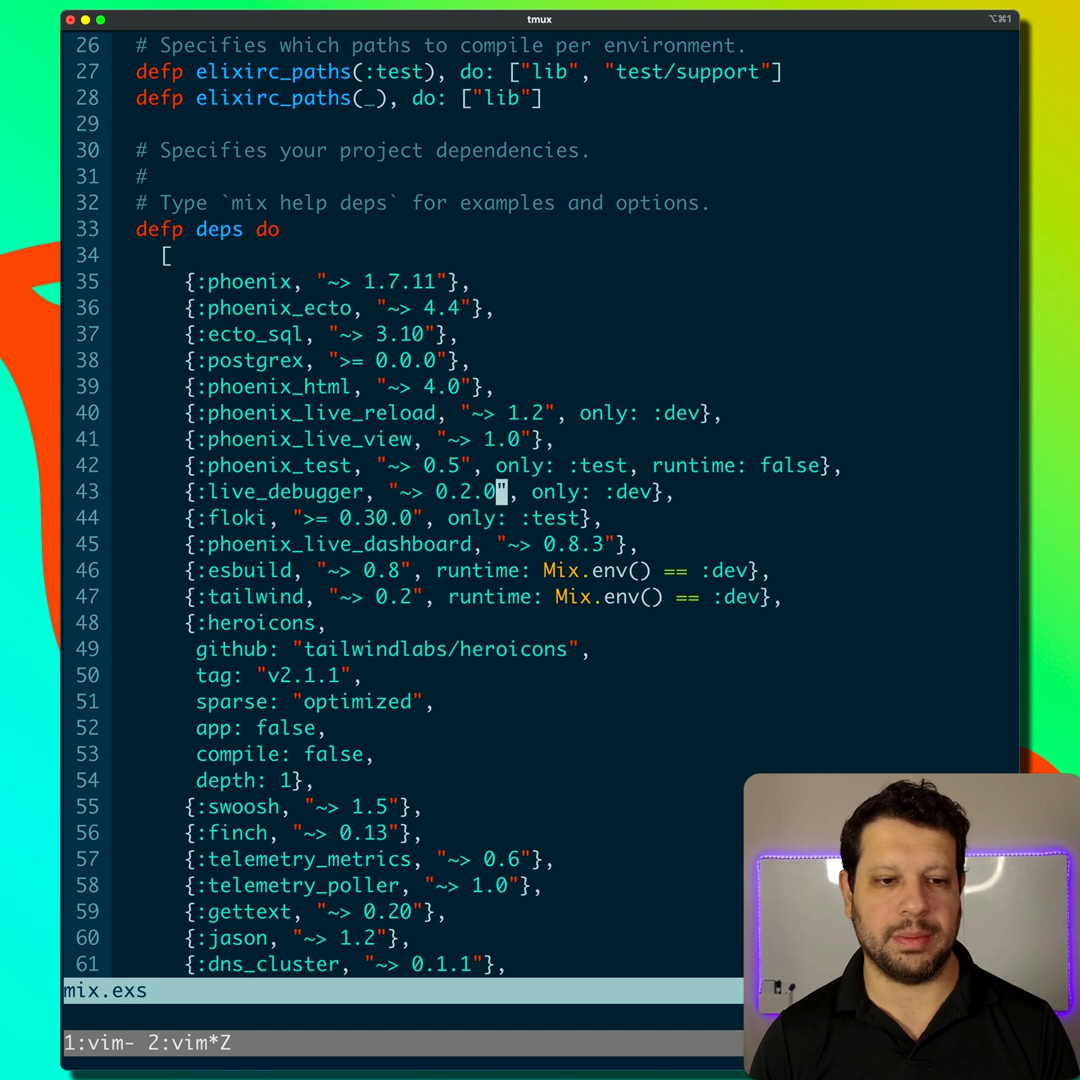 tmux
⌥⌘1
26 # Specifies which paths to compile per environment.
27 defp elixirc_paths(:test), do: ["lib", "test/support"]
28 defp elixirc_paths(_), do: ["lib"]
29
30 # Specifies your project dependencies.
31 #
32 # Type `mix help deps` for examples and options.
33 defp deps do
34 [
35 {:phoenix, "~> 1.7.11"},
36 {:phoenix_ecto, "~> 4.4"},
37 {:ecto_sql, "~> 3.10"},
38 {:postgrex, ">= 0.0.0"},
39 {:phoenix_html, "~> 4.0"},
40 {:phoenix_live_reload, "~> 1.2", only: :dev},
41 {:phoenix_live_view, "~> 1.0"},
42 {:phoenix_test, "~> 0.5", only: :test, runtime: false},
43 {:live_debugger, "~> 0.2.0", only: :dev},
44 {:floki, ">= 0.30.0", only: :test},
45 {:phoenix_live_dashboard, "~> 0.8.3"},
46 {:esbuild, "~> 0.8", runtime: Mix.env() == :dev},
47 {:tailwind, "~> 0.2", runtime: Mix.env() == :dev},
48 {:heroicons,
49 github: "tailwindlabs/heroicons",
50 tag: "v2.1.1",
51 sparse: "optimized",
52 app: false,
53 compile: false,
54 depth: 1},
55 {:swoosh, "~> 1.5"},
56 {:finch, "~> 0.13"},
57 {:telemetry_metrics, "~> 0.6"},
58 {:telemetry_poller, "~> 1.0"},
59 {:gettext, "~> 0.20"},
60 {:jason, "~> 1.2"},
61 {:dns_cluster, "~> 0.1.1"},
mix.exs
1:vim- 2:vim*Z